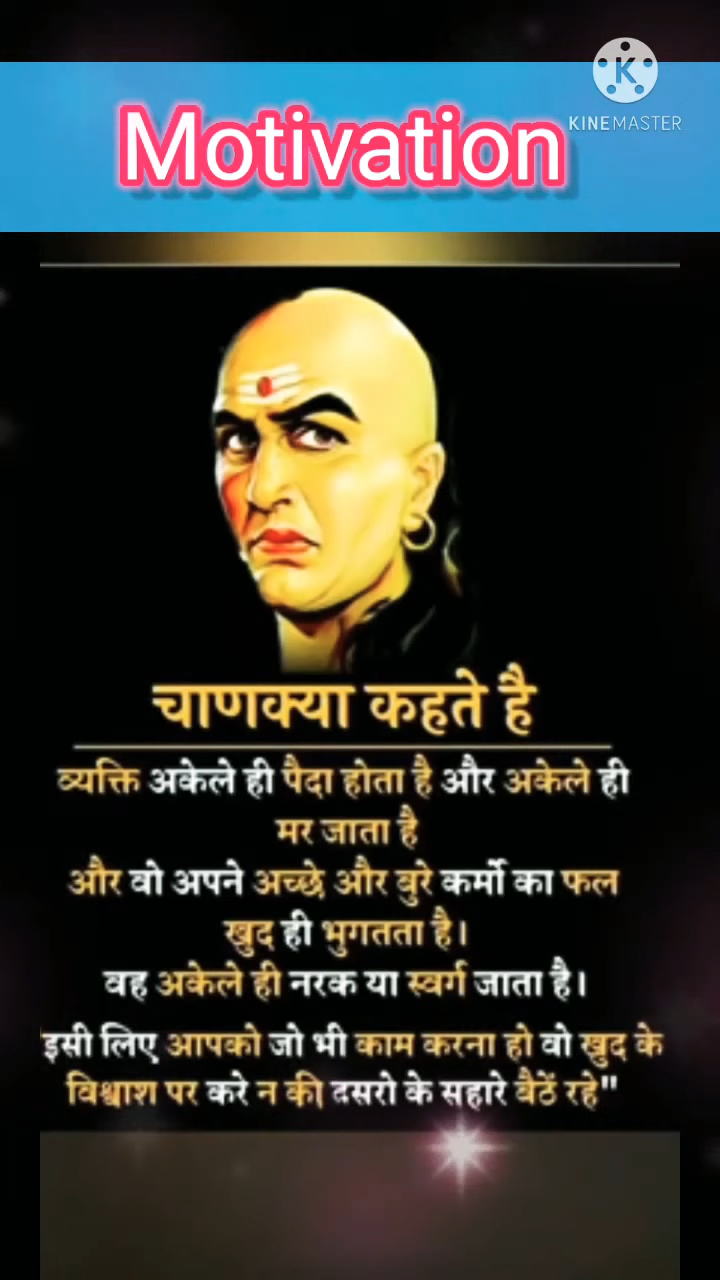 Motivation
K
KINEMASTER
चाणक्या कहते है
व्यक्ति अकेले ही पैदा होता है और अकेले ही
मर जाता है
और वो अपने अच्छे और बुरे कर्मो का फल
खुद ही भुगतता है।
वह अकेले ही नरक या स्वर्ग जाता है।
इसी लिए आपको जो भी काम करना हो वो खुद के
विश्वाश पर करे न की दसरो के सहारे बैठें रहे"